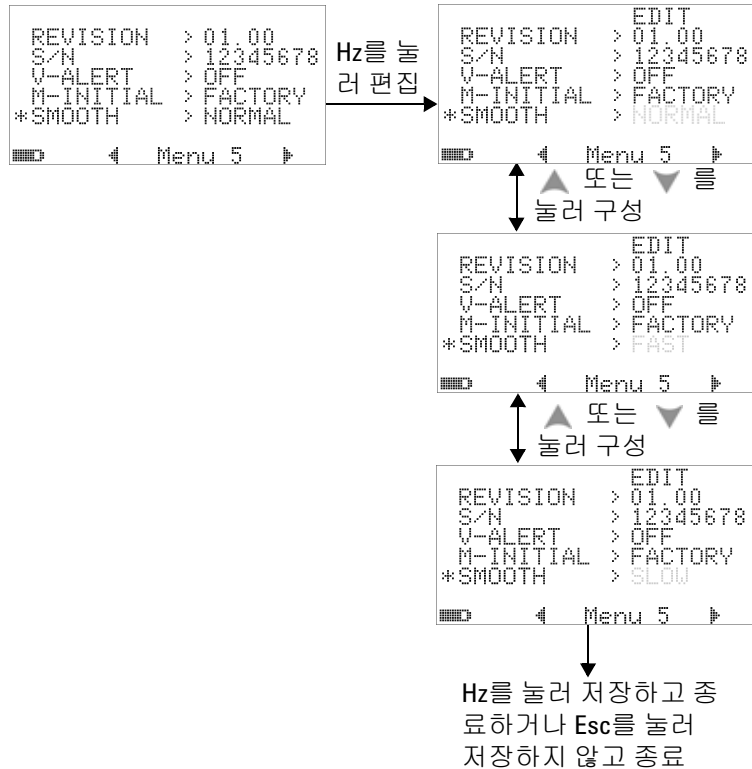 REVISION > 01.00
S/N > 12345678
V-ALERT > OFF
M-INITIAL > FACTORY
*SMOOTH > NORMAL
Menu 5
Hz를 눌
러 편집
EDIT
REVISION > 01.00
S/N > 12345678
V-ALERT > OFF
M-INITIAL > FACTORY
*SMOOTH > NORMAL
Menu 5
또는 를
눌러 구성
EDIT
REVISION > 01.00
S/N > 12345678
V-ALERT > OFF
M-INITIAL > FACTORY
*SMOOTH > FAST
Menu 5
또는 를
눌러 구성
EDIT
REVISION > 01.00
S/N > 12345678
V-ALERT > OFF
M-INITIAL > FACTORY
*SMOOTH > SLOW
Menu 5
Hz를 눌러 저장하고 종
료하거나 Esc를 눌러
저장하지 않고 종료